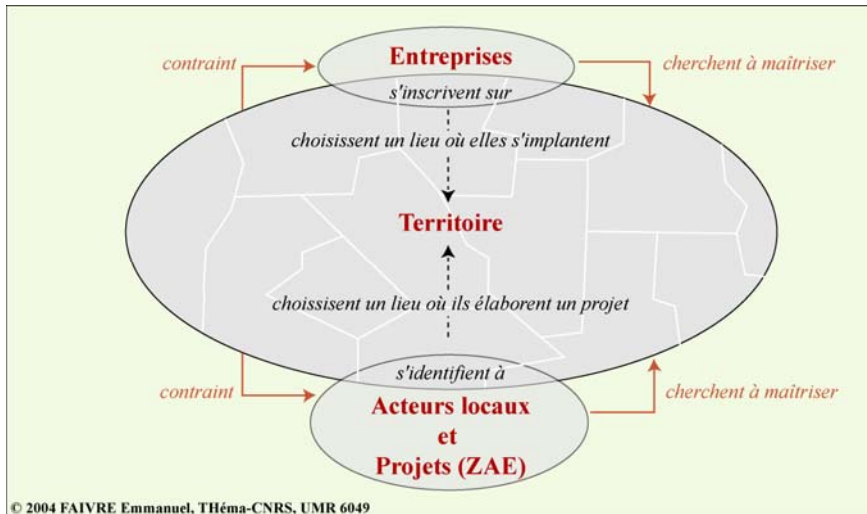 Entreprises
contraint
cherchent à maîtriser
s'inscrivent sur
choisissent un lieu où elles s'implantent
Territoire
choissisent un lieu où ils élaborent un projet
s'identifient à
contraint
cherchent à maîtriser
Acteurs locaux
et
Projets (ZAE)
© 2004 FAIVRE Emmanuel, THéma-CNRS, UMR 6049